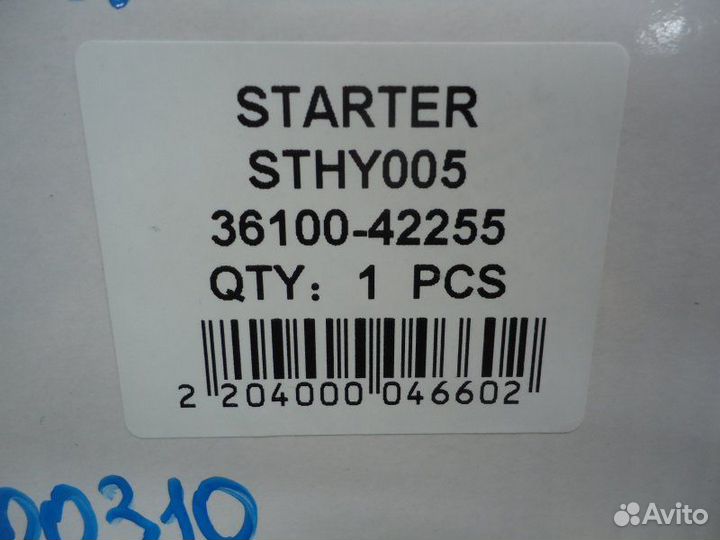 STARTER
STHY005
36100-42255
QTY: 1 PCS
2 204000 046602
00310
Avito